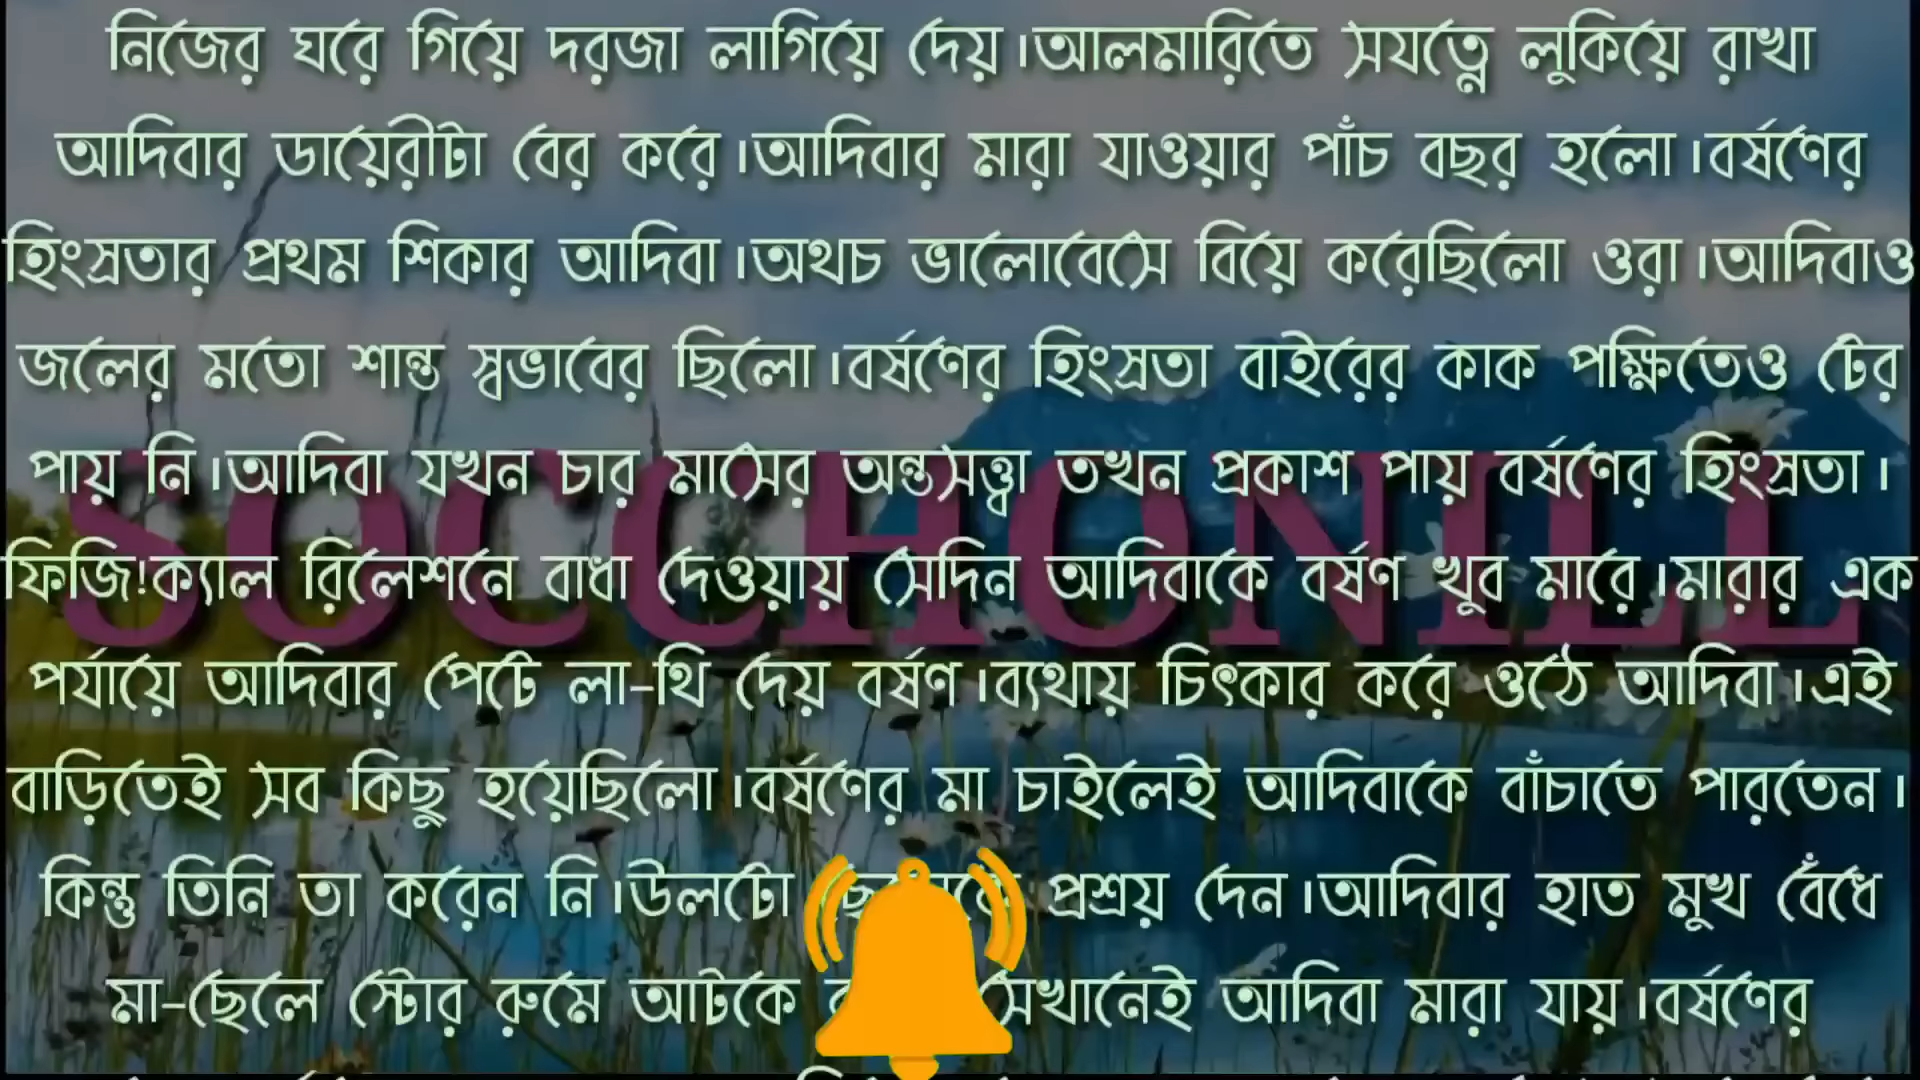 নিজের ঘরে গিয়ে দরজা লাগিয়ে দেয়।আলমারিতে সযত্নে লুকিয়ে রাখা
আদিবার ডায়েরীটা বের করে।আদিবার মারা যাওয়ার পাঁচ বছর হলো।বর্ষণের
হিংস্রতার প্রথম শিকার আদিবা।অথচ ভালোবেসে বিয়ে করেছিলো ওরা।আদিবাও
জলের মতো শান্ত স্বভাবের ছিলো।বর্ষণের হিংস্রতা বাইরের কাক পক্ষিতেও টের
পায় নি।আদিবা যখন চার মাসের অন্তসত্ত্বা তখন প্রকাশ পায় বর্ষণের হিংস্রতা।
SOCCHONILL
ফিজি!ক্যাল রিলেশনে বাধা দেওয়ায় সেদিন আদিবাকে বর্ষণ খুব মারে।মারার এক
পর্যায়ে আদিবার পেটে লা-থি দেয় বর্ষণ।ব্যথায় চিৎকার করে ওঠে আদিবা।এই
বাড়িতেই সব কিছু হয়েছিলো।বর্ষণের মা চাইলেই আদিবাকে বাঁচাতে পারতেন।
কিন্তু তিনি তা করেন নি।উলটো প্রশ্রয় দেন।আদিবার হাত মুখ বেঁধে
মা-ছেলে স্টোর রুমে আটকে সেখানেই আদিবা মারা যায়।বর্ষণের